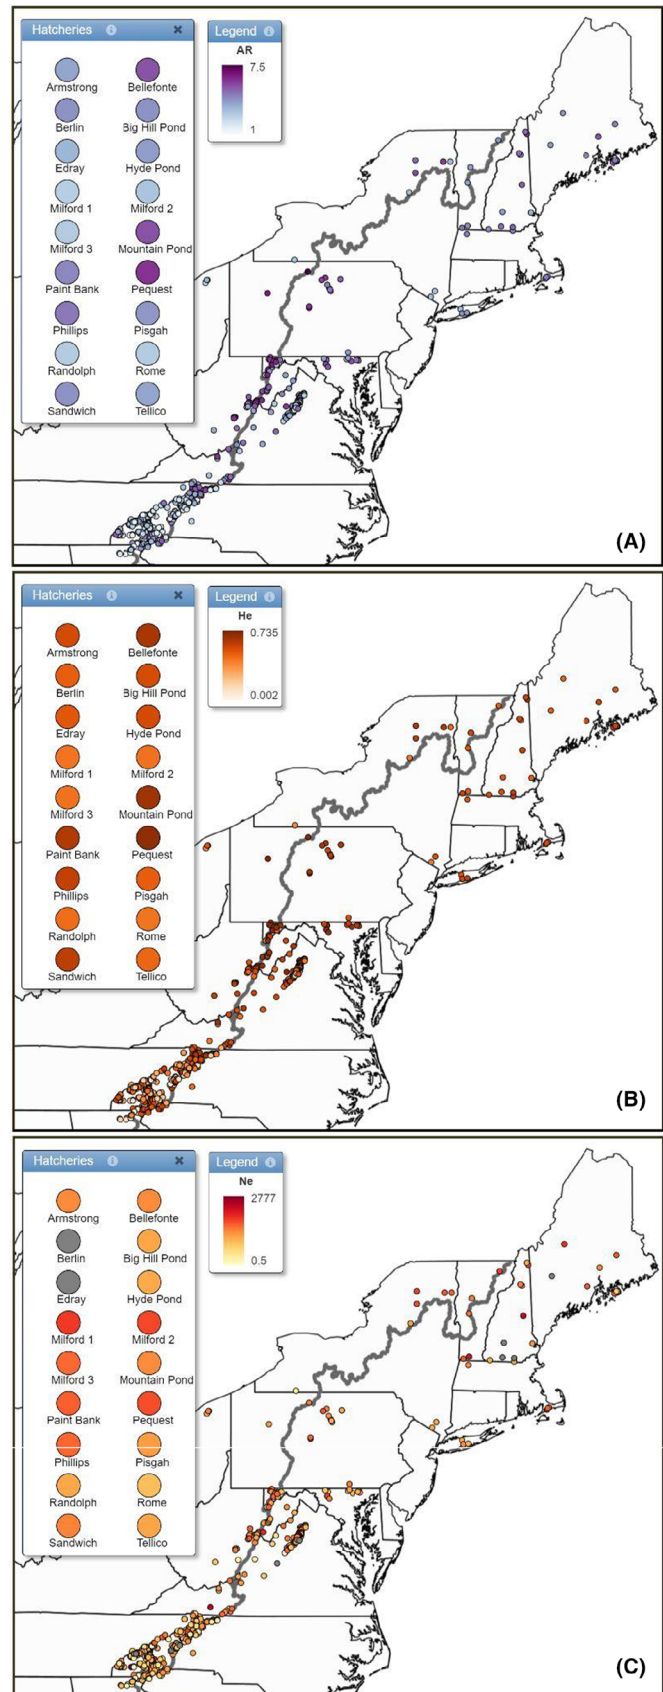 Hatcheries
Legend
AR
7.5
1
Armstrong Bellefonte
Berlin Big Hill Pond
Edray Hyde Pond
Milford 1 Milford 2
Milford 3 Mountain Pond
Paint Bank Pequest
Phillips Pisgah
Randolph Rome
Sandwich Tellico
(A)
Hatcheries
Legend
He
0.735
0.002
Armstrong Bellefonte
Berlin Big Hill Pond
Edray Hyde Pond
Milford 1 Milford 2
Milford 3 Mountain Pond
Paint Bank Pequest
Phillips Pisgah
Randolph Rome
Sandwich Tellico
(B)
Hatcheries
Legend
Ne
2777
0.5
Armstrong Bellefonte
Berlin Big Hill Pond
Edray Hyde Pond
Milford 1 Milford 2
Milford 3 Mountain Pond
Paint Bank Pequest
Phillips Pisgah
Randolph Rome
Sandwich Tellico
(C)